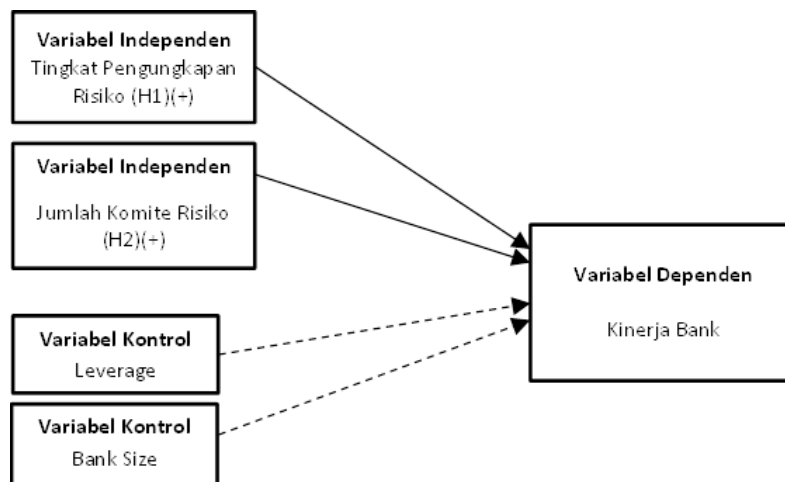 Variabel Independen
Tingkat Pengungkapan
Risiko (H1)(+)
Variabel Independen
Jumlah Komite Risiko
(H2)(+)
Variabel Kontrol
Leverage
Variabel Kontrol
Bank Size
Variabel Dependen
Kinerja Bank